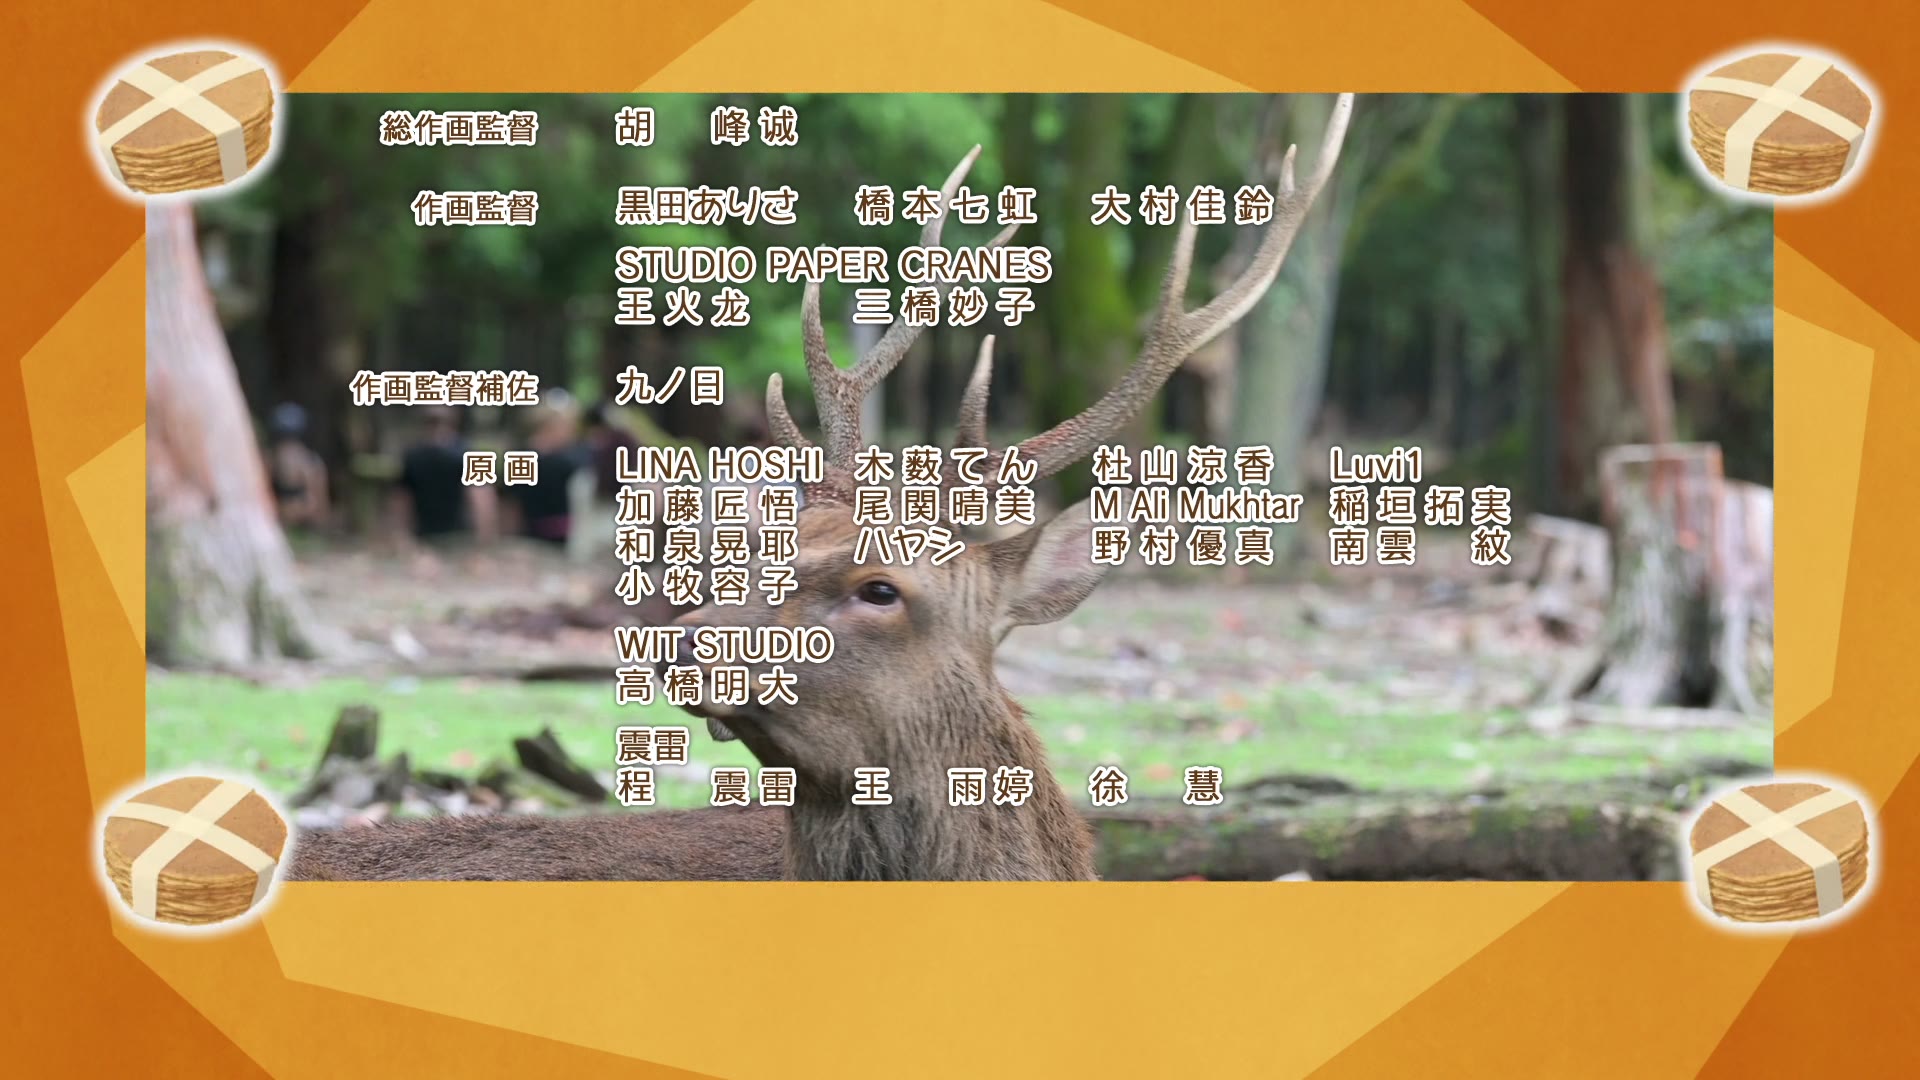 総作画監督 胡 峰诚
作画監督 黒田ありさ 橋本七虹 大村佳鈴
STUDIO PAPER CRANES
王火龙 三橋妙子
作画監督補佐 九ノ日
原画 LINA HOSHI 木薮てん 杜山涼香 Luvi1
加藤匠悟 尾関晴美 M Ali Mukhtar 稲垣拓実
和泉晃耶 ハヤシ 野村優真 南雲 紋
小牧容子
WIT STUDIO
高橋明大
震雷
程 震雷 王 雨婷 徐 慧